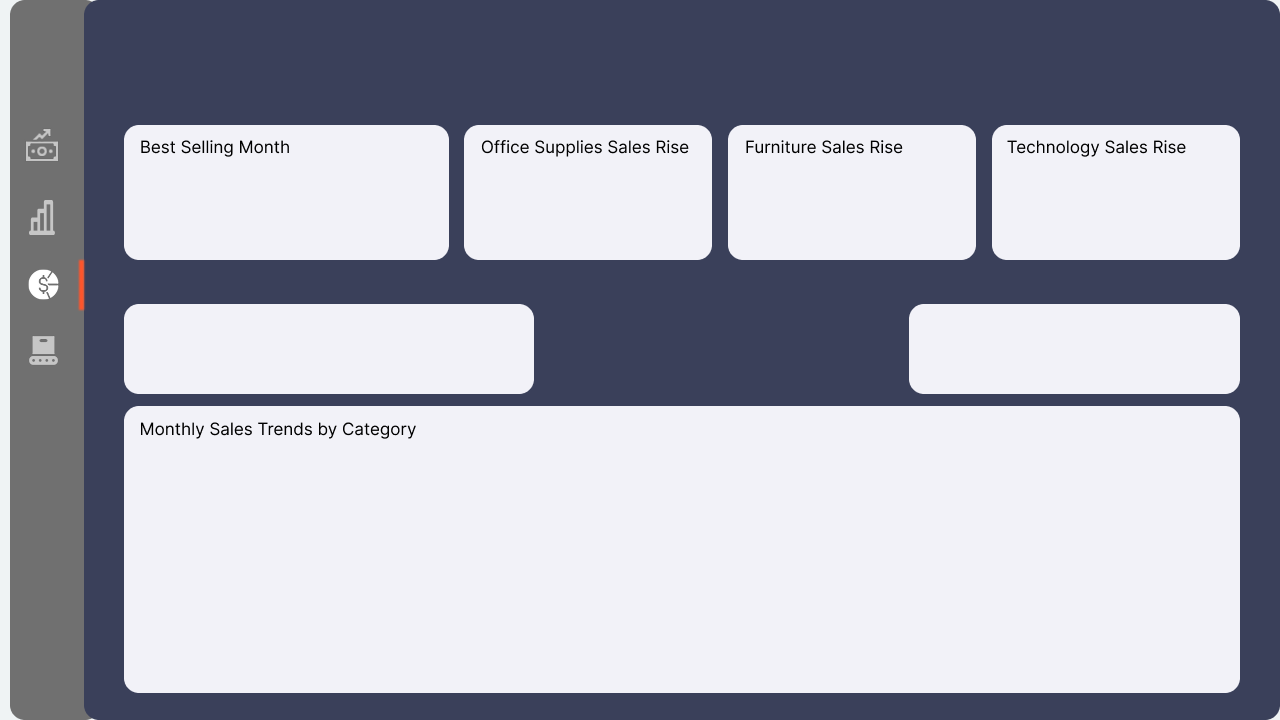 Best Selling Month
Office Supplies Sales Rise
Furniture Sales Rise
Technology Sales Rise
Monthly Sales Trends by Category